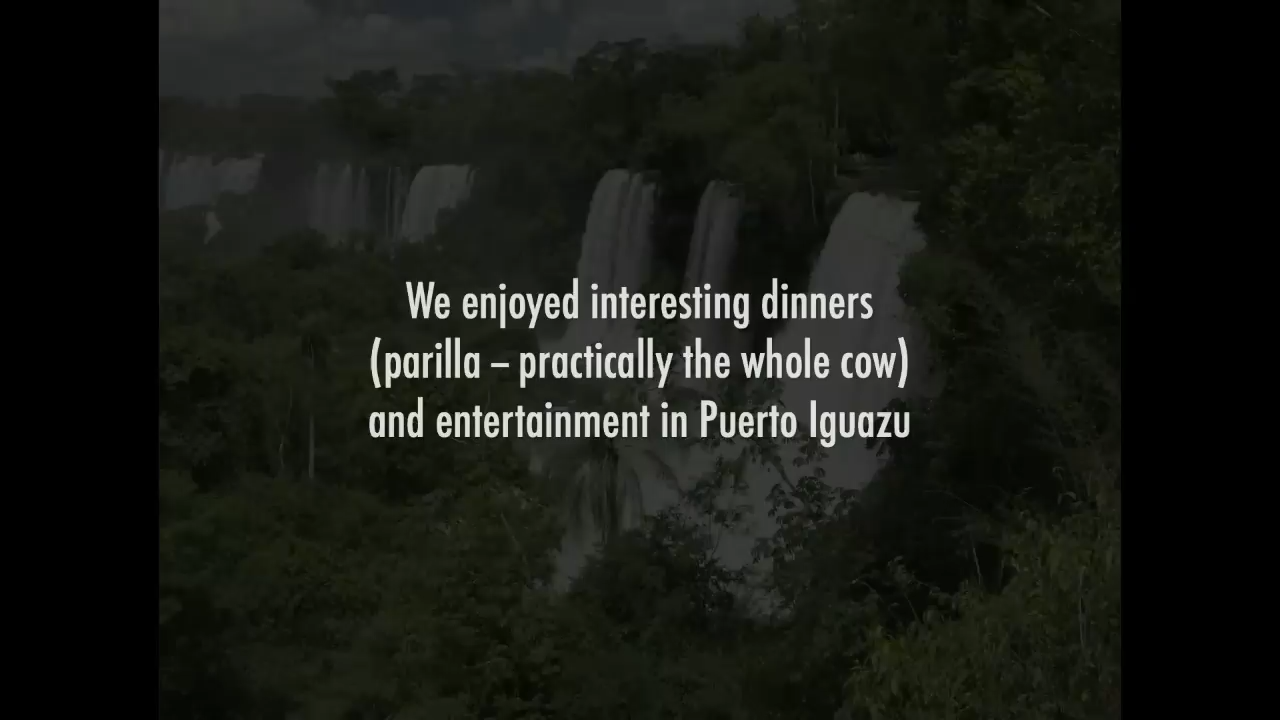 We enjoyed interesting dinners
(parilla – practically the whole cow)
and entertainment in Puerto Iguazu